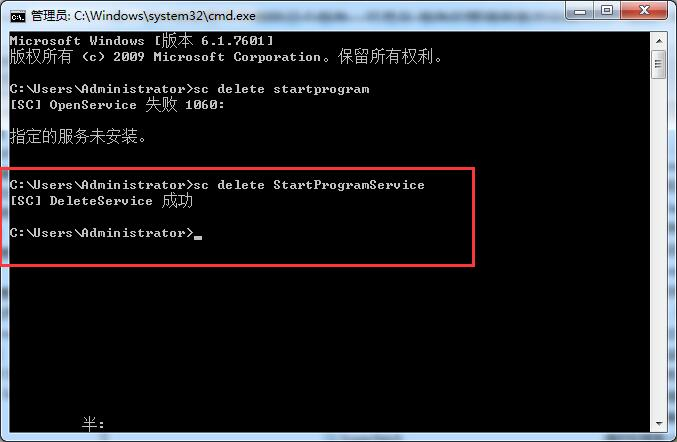 管理员: C:\Windows\system32\cmd.exe
Microsoft Windows [版本 6.1.7601]
版权所有 (c) 2009 Microsoft Corporation。保留所有权利。
C:\Users\Administrator>sc delete startprogram
[SC] OpenService 失败 1060:
指定的服务未安装。
C:\Users\Administrator>sc delete StartProgramService
[SC] DeleteService 成功
C:\Users\Administrator>_
半: